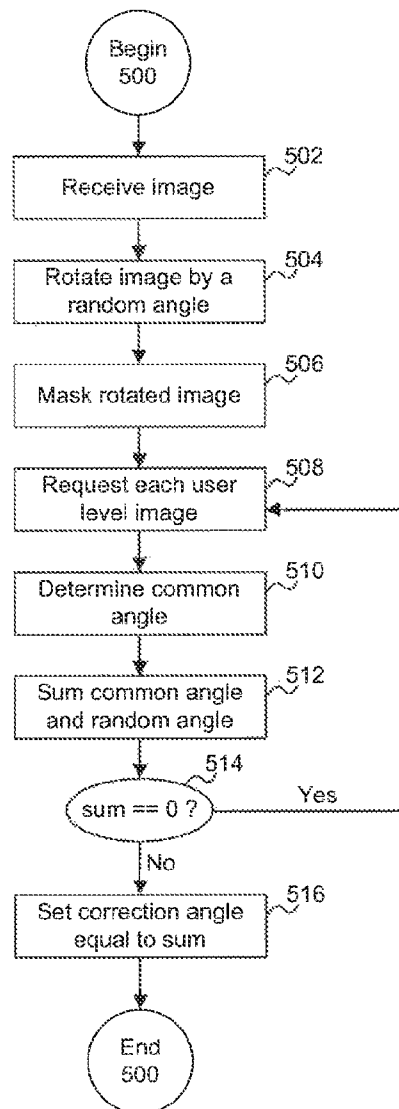 Begin
500
502
Receive image
504
Rotate image by a
random angle
506
Mask rotated image
508
Request each user
level image
510
Determine common
angle
512
Sum common angle
and random angle
514
sum == 0 ?
Yes
No
516
Set correction angle
equal to sum
End
500